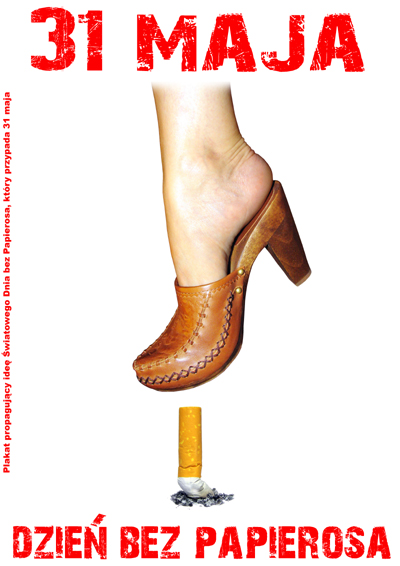 31 MAJA
Plakat propagujący ideę Światowego Dnia bez Papierosa, który przypada 31 maja
DZIEŃ BEZ PAPIEROSA